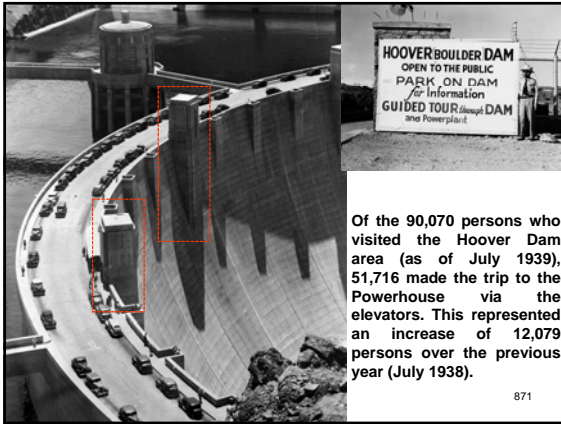 HOOVER BOULDER DAM
OPEN TO THE PUBLIC
PARK ON DAM
for Information
GUIDED TOUR through DAM
and Powerplant
Of the 90,070 persons who
visited the Hoover Dam
area (as of July 1939),
51,716 made the trip to the
Powerhouse via the
elevators. This represented
an increase of 12,079
persons over the previous
year (July 1938).
871